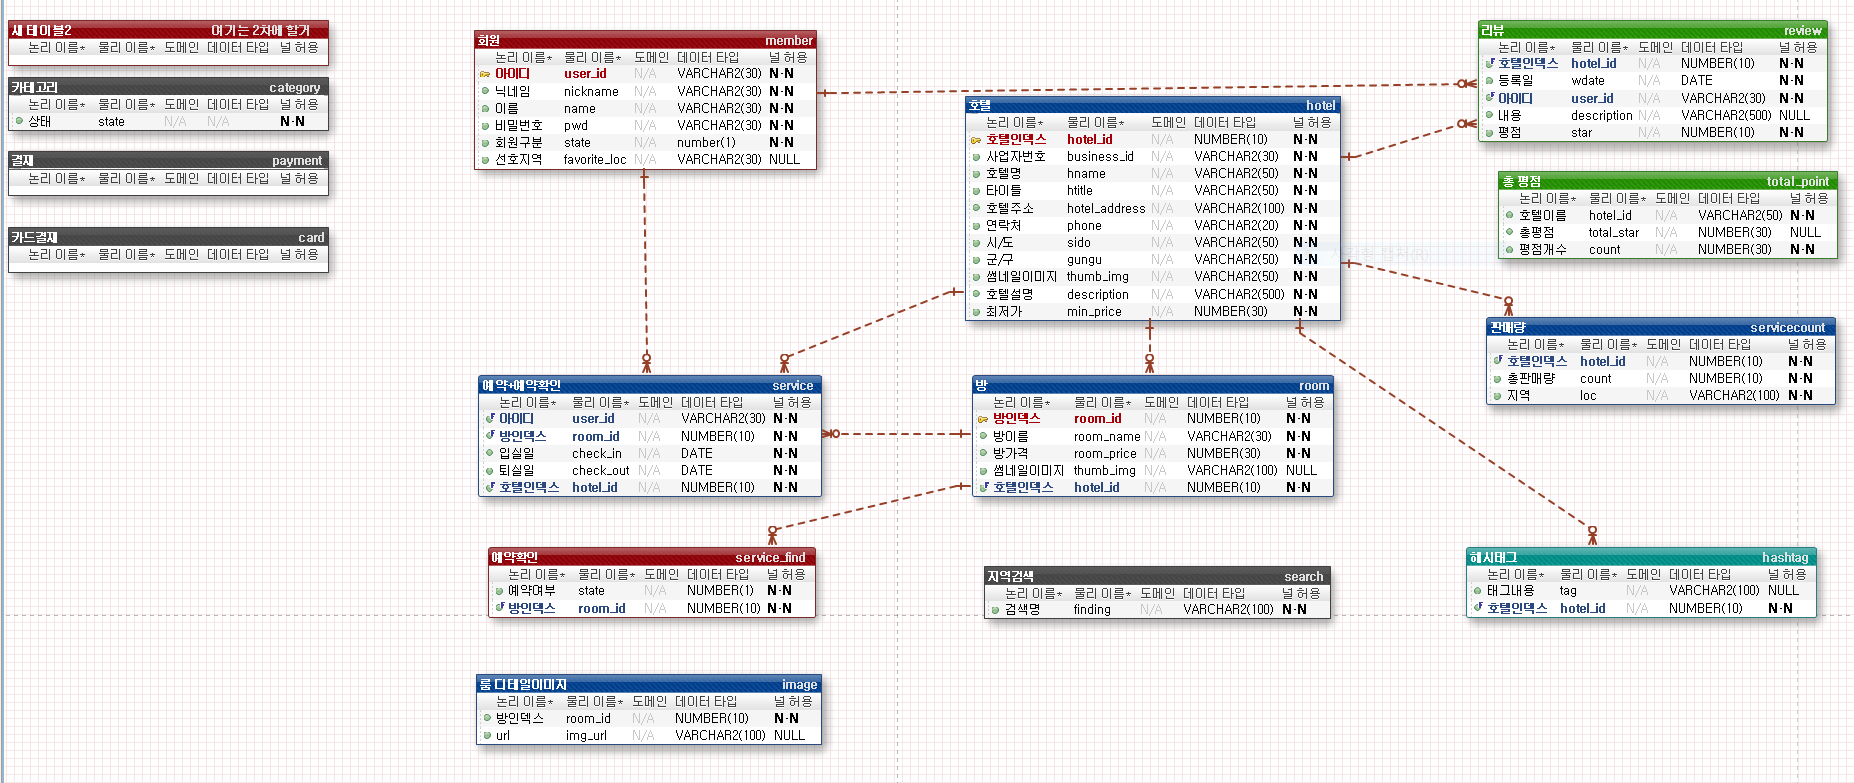 새 테이블2 여기는 2차에 할거
논리 이름* 물리 이름* 도메인 데이터 타입 널 허용
카테고리 category
논리 이름* 물리 이름* 도메인 데이터 타입 널 허용
상태 state N/A N/A N-N
결제 payment
논리 이름* 물리 이름* 도메인 데이터 타입 널 허용
카드결제 card
논리 이름* 물리 이름* 도메인 데이터 타입 널 허용
회원 member
논리 이름* 물리 이름* 도메인 데이터 타입 널 허용
아이디 user_id N/A VARCHAR2(30) N-N
닉네임 nickname N/A VARCHAR2(30) N-N
이름 name N/A VARCHAR2(30) N-N
비밀번호 pwd N/A VARCHAR2(30) N-N
회원구분 state N/A number(1) N-N
선호지역 favorite_loc N/A VARCHAR2(30) NULL
호텔 hotel
논리 이름* 물리 이름* 도메인 데이터 타입 널 허용
호텔인덱스 hotel_id N/A NUMBER(10) N-N
사업자번호 business_id N/A VARCHAR2(30) N-N
호텔명 hname N/A VARCHAR2(50) N-N
타이틀 htitle N/A VARCHAR2(50) N-N
호텔주소 hotel_address N/A VARCHAR2(100) N-N
연락처 phone N/A VARCHAR2(20) N-N
시/도 sido N/A VARCHAR2(50) N-N
군/구 gungu N/A VARCHAR2(50) N-N
썸네일이미지 thumb_img N/A VARCHAR2(50) N-N
호텔설명 description N/A VARCHAR2(500) N-N
최저가 min_price N/A NUMBER(30) N-N
리뷰 review
논리 이름* 물리 이름* 도메인 데이터 타입 널 허용
호텔인덱스 hotel_id N/A NUMBER(10) N-N
등록일 wdate N/A DATE N-N
아이디 user_id N/A VARCHAR2(30) N-N
내용 description N/A VARCHAR2(500) NULL
평점 star N/A NUMBER(10) N-N
총 평점 total_point
논리 이름* 물리 이름* 도메인 데이터 타입 널 허용
호텔이름 hotel_id N/A VARCHAR2(50) N-N
총평점 total_star N/A NUMBER(30) NULL
평점개수 count N/A NUMBER(30) N-N
판매량 servicecount
논리 이름* 물리 이름* 도메인 데이터 타입 널 허용
호텔인덱스 hotel_id N/A NUMBER(10) N-N
총판매량 count N/A NUMBER(10) N-N
지역 loc N/A VARCHAR2(100) N-N
예약+예약확인 service
논리 이름* 물리 이름* 도메인 데이터 타입 널 허용
아이디 user_id N/A VARCHAR2(30) N-N
방인덱스 room_id N/A NUMBER(10) N-N
입실일 check_in N/A DATE N-N
퇴실일 check_out N/A DATE N-N
호텔인덱스 hotel_id N/A NUMBER(10) N-N
방 room
논리 이름* 물리 이름* 도메인 데이터 타입 널 허용
방인덱스 room_id N/A NUMBER(10) N-N
방이름 room_name N/A VARCHAR2(30) N-N
방가격 room_price N/A NUMBER(30) N-N
썸네일이미지 thumb_img N/A VARCHAR2(100) NULL
호텔인덱스 hotel_id N/A NUMBER(10) N-N
예약확인 service_find
논리 이름* 물리 이름* 도메인 데이터 타입 널 허용
예약여부 state N/A NUMBER(1) N-N
방인덱스 room_id N/A NUMBER(10) N-N
지역검색 search
논리 이름* 물리 이름* 도메인 데이터 타입 널 허용
검색명 finding N/A VARCHAR2(100) N-N
해시태그 hashtag
논리 이름* 물리 이름* 도메인 데이터 타입 널 허용
태그내용 tag N/A VARCHAR2(100) NULL
호텔인덱스 hotel_id N/A NUMBER(10) N-N
룸 디테일이미지 image
논리 이름* 물리 이름* 도메인 데이터 타입 널 허용
방인덱스 room_id N/A NUMBER(10) N-N
url img_url N/A VARCHAR2(100) NULL